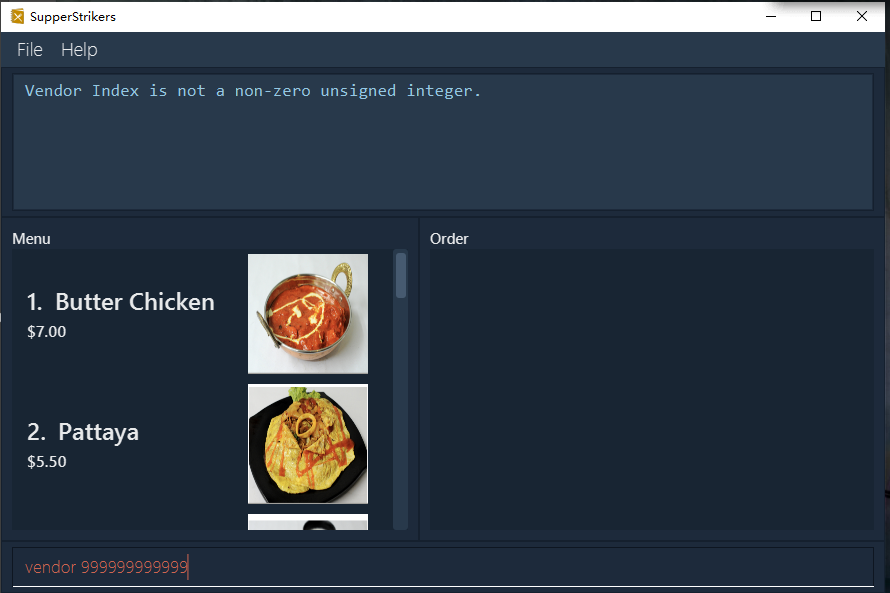 SupperStrikers
File Help
Vendor Index is not a non-zero unsigned integer.
Menu
1. Butter Chicken
$7.00
2. Pattaya
$5.50
Order
vendor 999999999999